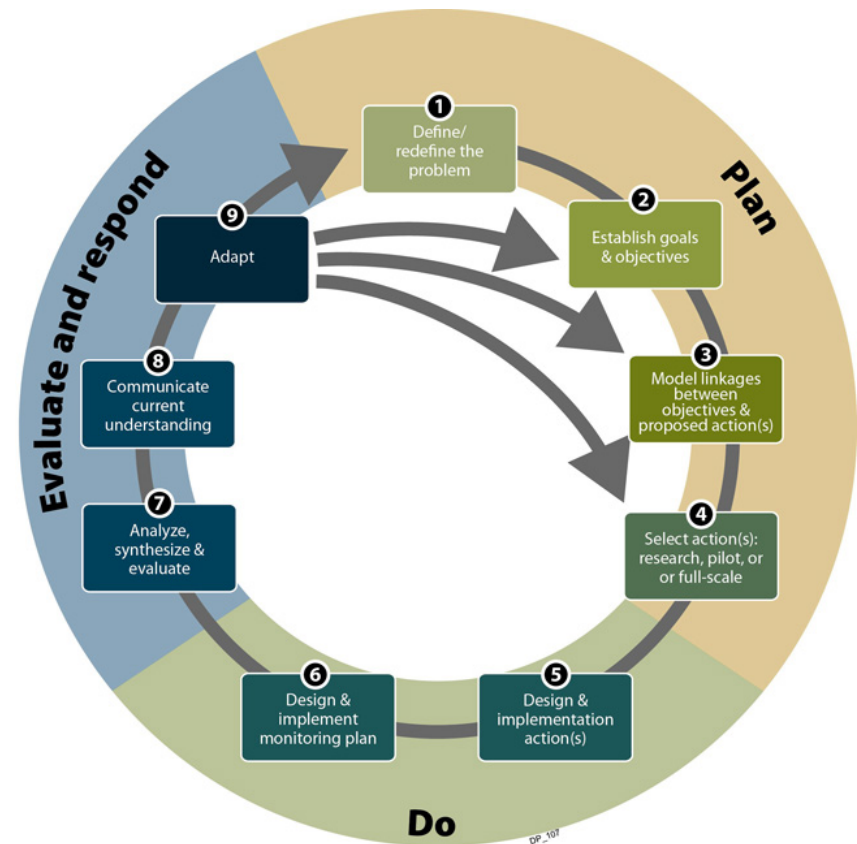 Plan
1
Define/
redefine the
problem
2
Establish goals
& objectives
3
Model linkages
between
objectives &
proposed action(s)
4
Select action(s):
research, pilot, or
or full-scale
Do
5
Design &
implementation
action(s)
6
Design &
implement
monitoring plan
Evaluate and respond
7
Analyze,
synthesize &
evaluate
8
Communicate
current
understanding
9
Adapt
DP_107